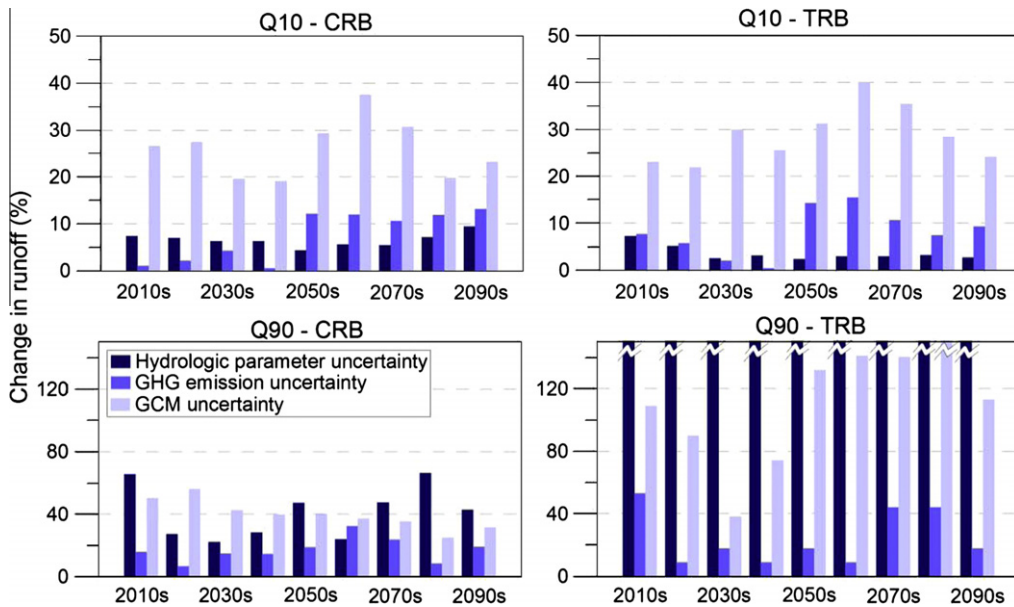 Q10 - CRB
Q10 - TRB
50
40
30
20
10
0
50
40
30
20
10
0
2010s 2030s 2050s 2070s 2090s
2010s 2030s 2050s 2070s 2090s
Change in runoff (%)
Q90 - CRB
Q90 - TRB
Hydrologic parameter uncertainty
GHG emission uncertainty
GCM uncertainty
120
80
40
0
120
80
40
0
2010s 2030s 2050s 2070s 2090s
2010s 2030s 2050s 2070s 2090s